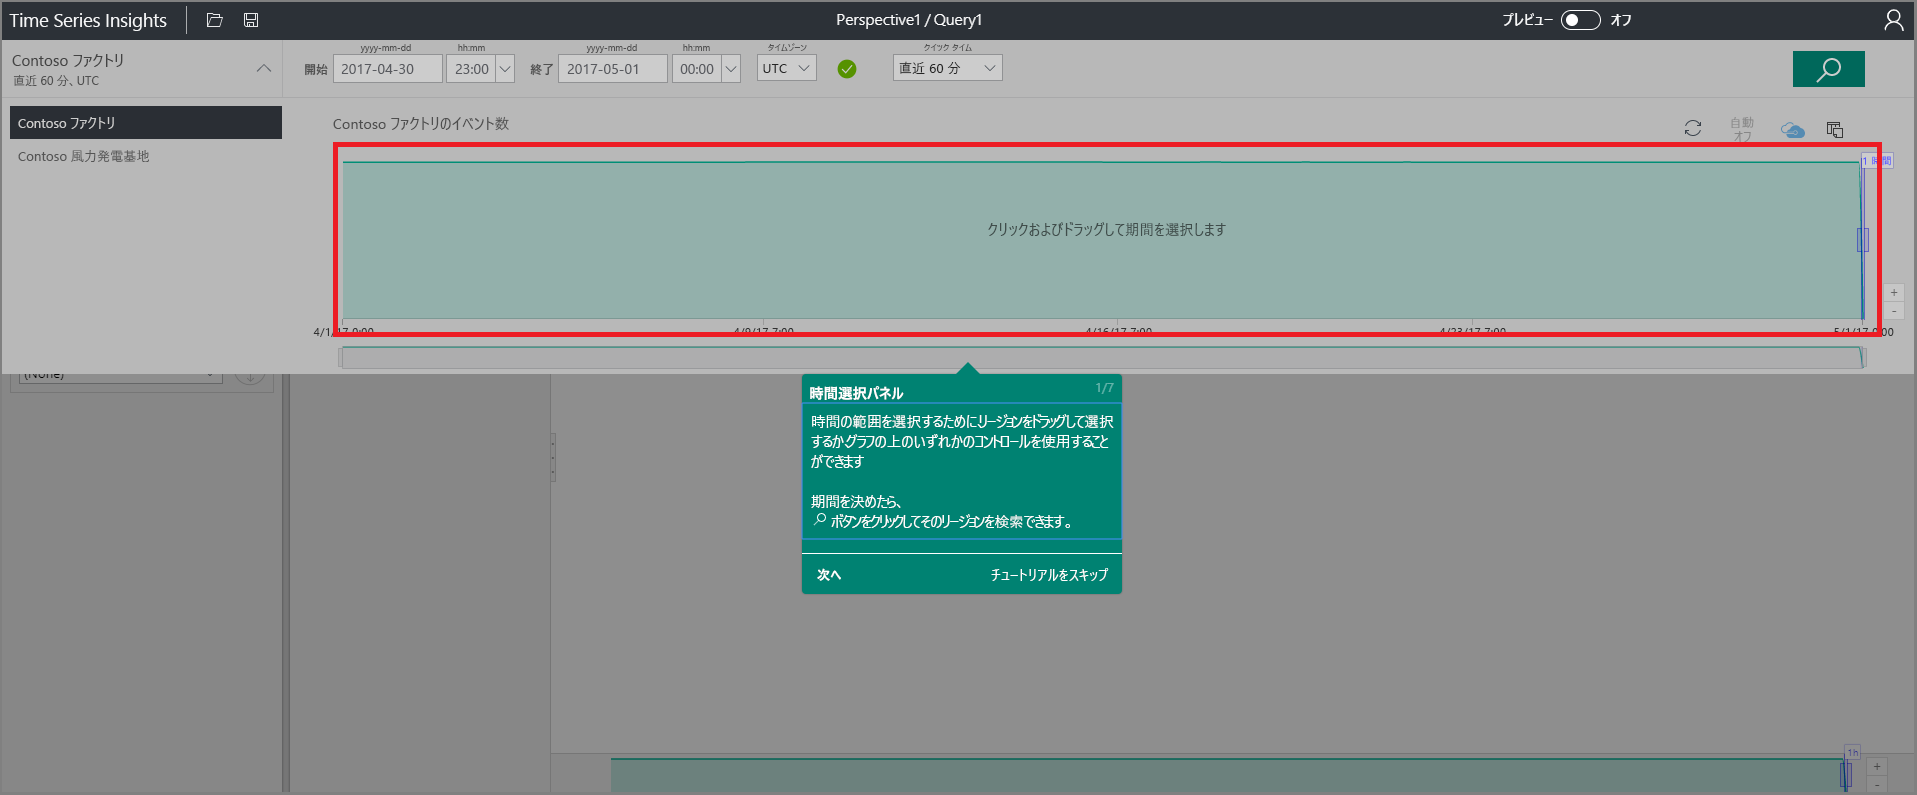 Time Series Insights
Perspective1 / Query1
プレビュー オフ
Contoso ファクトリ
直近 60 分、UTC
yyyy-mm-dd hh:mm yyyy-mm-dd hh:mm タイムゾーン クイック タイム
開始 2017-04-30 23:00 終了 2017-05-01 00:00 UTC 直近 60 分
Contoso ファクトリ
Contoso 風力発電基地
Contoso ファクトリのイベント数
自動
オフ
1 時間
クリックおよびドラッグして期間を選択します
+
-
4/1/17 0:00 4/9/17 7:00 4/16/17 7:00 4/23/17 7:00 5/1/17 0:00
(None)
時間選択パネル 1/7
時間の範囲を選択するためにリージョンをドラッグして選択
するかグラフの上のいずれかのコントロールを使用すること
ができます
期間を決めたら、
ボタンをクリックしてそのリージョンを検索できます。
次へ チュートリアルをスキップ
1h
+
-